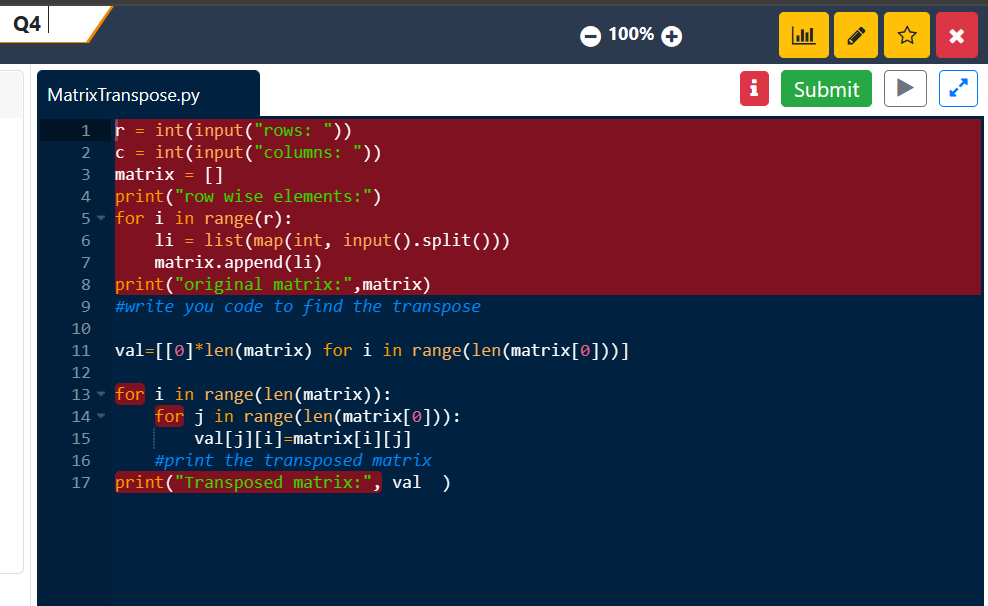 Q4
100%
MatrixTranspose.py
Submit
1 r = int(input("rows: "))
2 c = int(input("columns: "))
3 matrix = []
4 print("row wise elements:")
5 for i in range(r):
6     li = list(map(int, input().split()))
7     matrix.append(li)
8 print("original matrix:",matrix)
9 #write you code to find the transpose
10
11 val=[[0]*len(matrix) for i in range(len(matrix[0]))]
12
13 for i in range(len(matrix)):
14     for j in range(len(matrix[0])):
15         val[j][i]=matrix[i][j]
16     #print the transposed matrix
17 print("Transposed matrix:", val  )